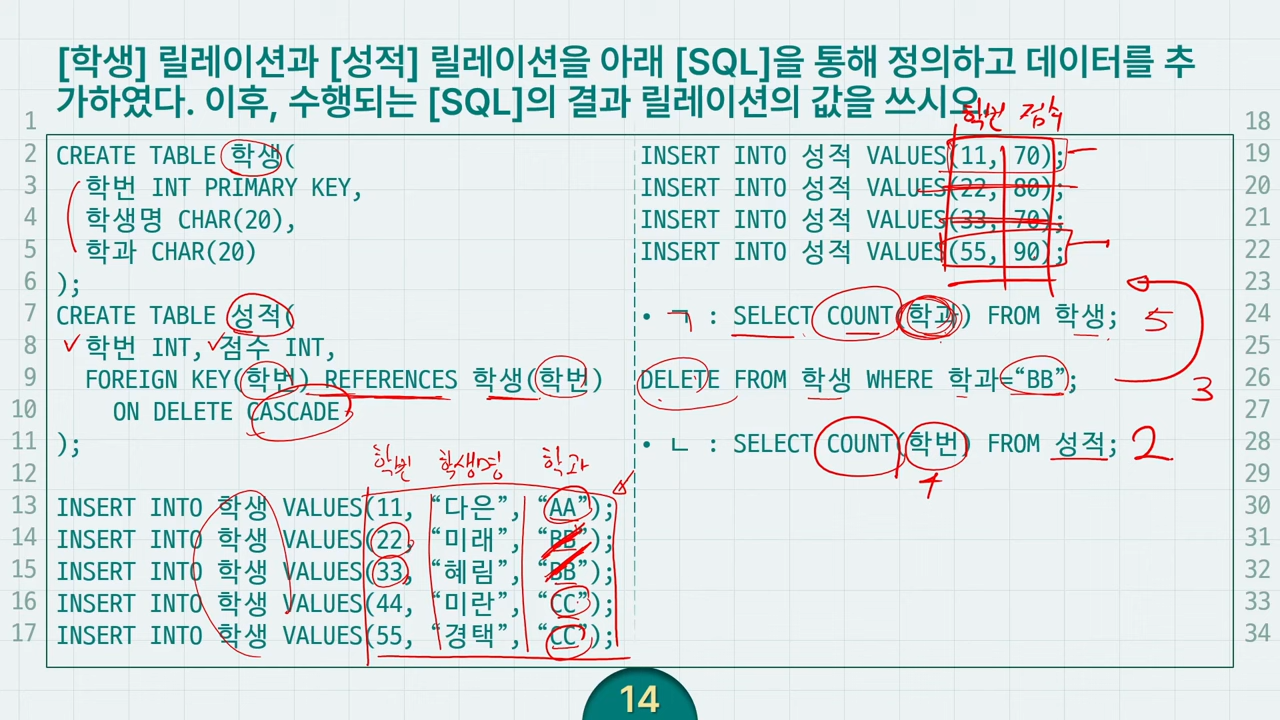 [학생] 릴레이션과 [성적] 릴레이션을 아래 [SQL]을 통해 정의하고 데이터를 추
가하였다. 이후, 수행되는 [SQL]의 결과 릴레이션의 값을 쓰시오.
1
2 CREATE TABLE 학생(
3 학번 INT PRIMARY KEY,
4 학생명 CHAR(20),
5 학과 CHAR(20)
6 );
7 CREATE TABLE 성적(
8 학번 INT, 점수 INT,
9 FOREIGN KEY(학번) REFERENCES 학생(학번)
10 ON DELETE CASCADE
11 );
12
학번 학생명 학과
13 INSERT INTO 학생 VALUES(11, “다은”, “AA”);
14 INSERT INTO 학생 VALUES(22, “미래”, “BB”);
15 INSERT INTO 학생 VALUES(33, “혜림”, “BB”);
16 INSERT INTO 학생 VALUES(44, “미란”, “CC”);
17 INSERT INTO 학생 VALUES(55, “경택”, “CC”);
학번 점수
18
INSERT INTO 성적 VALUES(11, 70); 19
INSERT INTO 성적 VALUES(22, 80); 20
INSERT INTO 성적 VALUES(33, 70); 21
INSERT INTO 성적 VALUES(55, 90); 22
23
• ㄱ : SELECT COUNT(학과) FROM 학생; 5 24
25
DELETE FROM 학생 WHERE 학과=“BB”; 26
3
27
• ㄴ : SELECT COUNT(학번) FROM 성적; 2 28
29
4
30
31
32
33
34
14